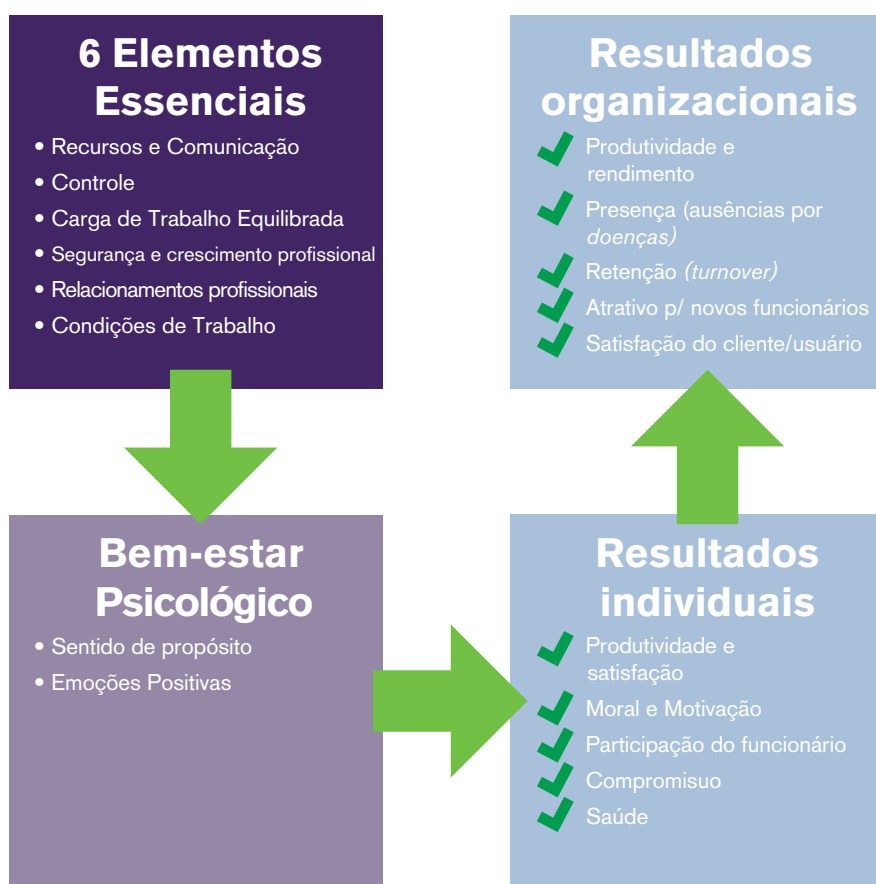 6 Elementos
Essenciais
• Recursos e Comunicação
• Controle
• Carga de Trabalho Equilibrada
• Segurança e crescimento profissional
• Relacionamentos profissionais
• Condições de Trabalho
Bem-estar
Psicológico
• Sentido de propósito
• Emoções Positivas
Resultados
individuais
Produtividade e
satisfação
Moral e Motivação
Participação do funcionário
Compromisuo
Saúde
Resultados
organizacionais
Produtividade e
rendimento
Presença (ausências por
doenças)
Retenção (turnover)
Atrativo p/ novos funcionários
Satisfação do cliente/usuário